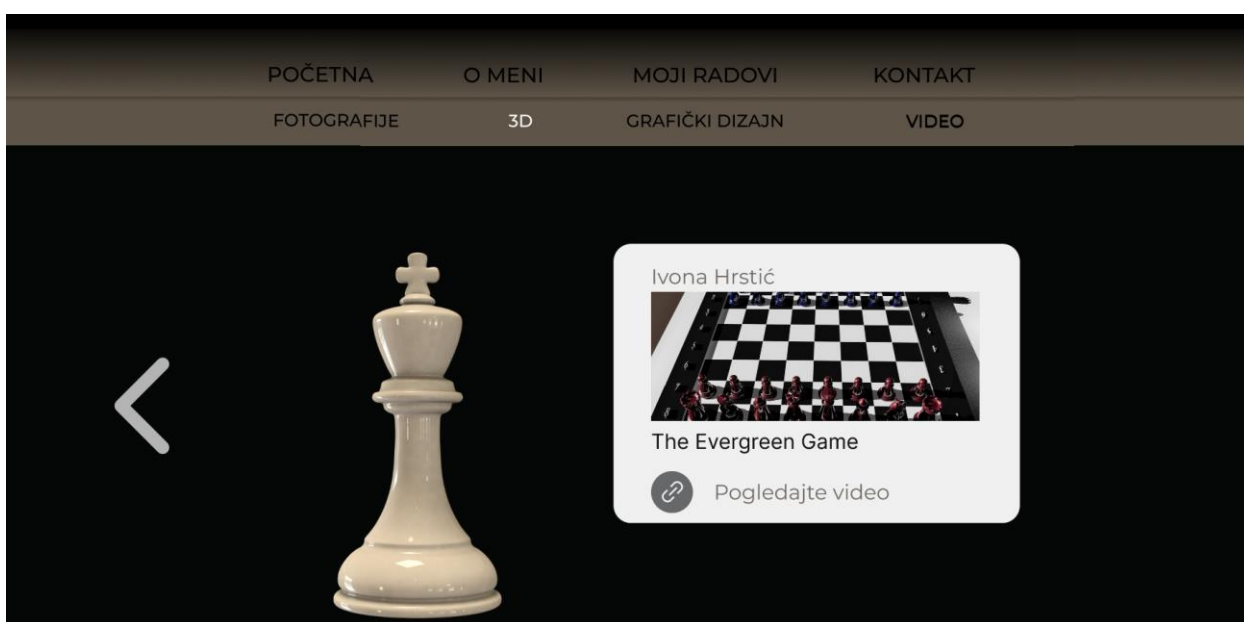 POČETNA O MENI MOJI RADOVI KONTAKT
FOTOGRAFIJE 3D GRAFIČKI DIZAJN VIDEO
Ivona Hrstić
The Evergreen Game
Pogledajte video